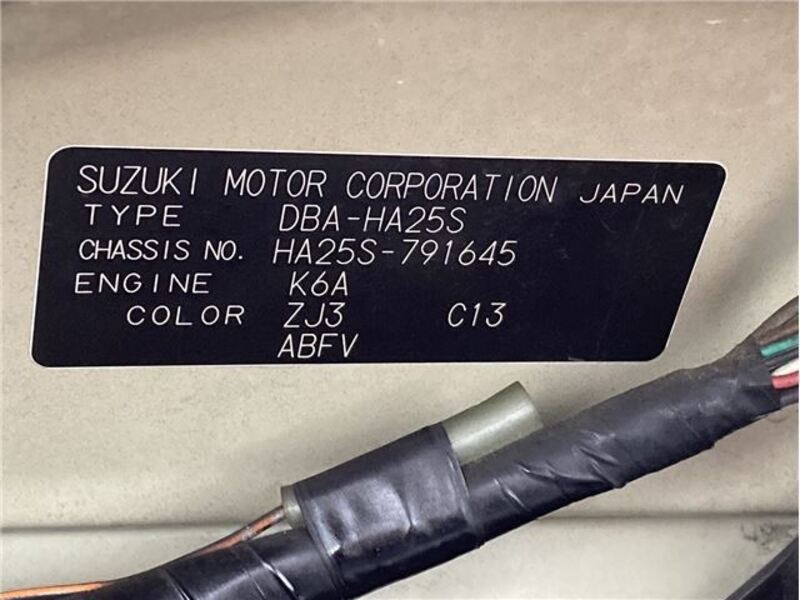 SUZUKI MOTOR CORPORATION JAPAN
TYPE DBA-HA25S
CHASSIS NO. HA25S-791645
ENGINE K6A
COLOR ZJ3 C13
ABFV